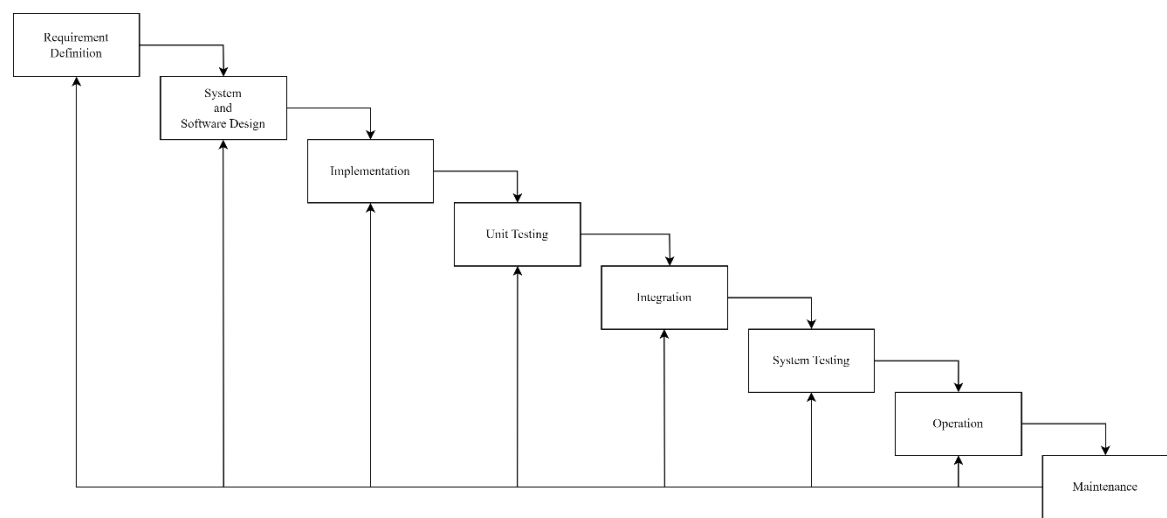 Requirement
Definition
System
and
Software Design
Implementation
Unit Testing
Integration
System Testing
Operation
Maintenance